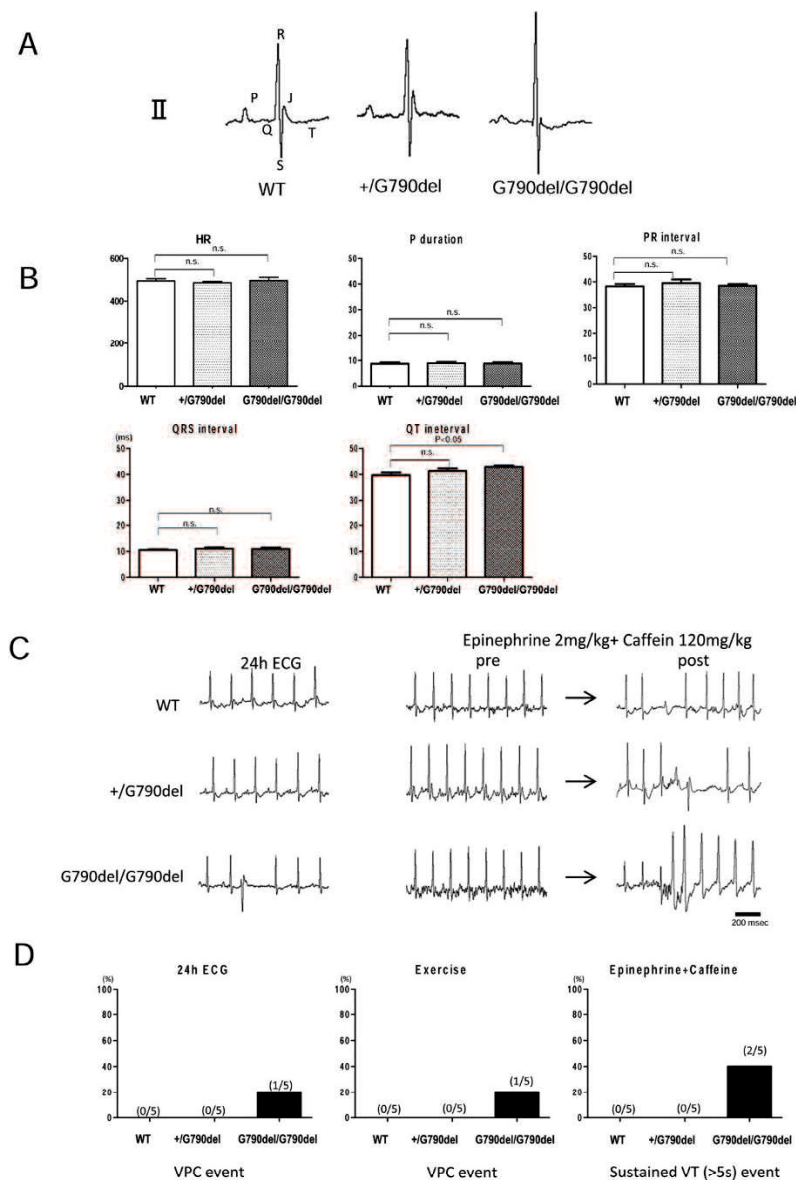 A
R
P
J
II
Q
T
S
WT
+/G790del
G790del/G790del
B
HR
P duration
PR interval
n.s.
n.s.
n.s.
n.s.
n.s.
n.s.
600
400
200
0
50
40
30
20
10
0
50
40
30
20
10
0
WT +/G790del G790del/G790del
WT +/G790del G790del/G790del
WT +/G790del G790del/G790del
QRS interval
QT ineterval
(ms)
P<0.05
n.s.
n.s.
n.s.
50
40
30
20
10
0
50
40
30
20
10
0
WT +/G790del G790del/G790del
WT +/G790del G790del/G790del
C
Epinephrine 2mg/kg+ Caffein 120mg/kg
24h ECG pre post
WT
+/G790del
G790del/G790del
200 msec
D
24h ECG
Exercise
Epinephrine+Caffeine
(%)
(%)
(%)
100
80
60
40
20
0
100
80
60
40
20
0
100
80
60
40
20
0
(0/5) (0/5) (1/5)
(0/5) (0/5) (1/5)
(0/5) (0/5) (2/5)
WT +/G790del G790del/G790del
WT +/G790del G790del/G790del
WT +/G790del G790del/G790del
VPC event
VPC event
Sustained VT (>5s) event